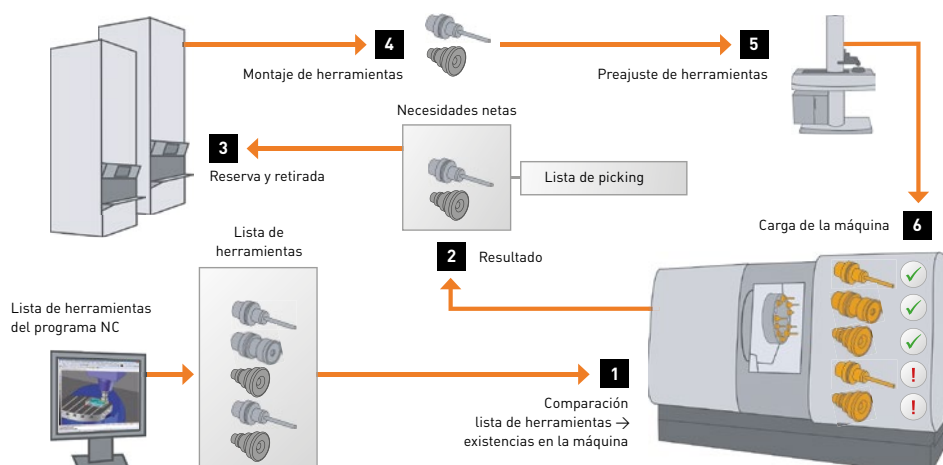 4
5
Montaje de herramientas
Preajuste de herramientas
Necesidades netas
3
Reserva y retirada
Lista de picking
Carga de la máquina
6
Lista de
herramientas
2
Resultado
Lista de herramientas
del programa NC
1
Comparación
lista de herramientas →
existencias en la máquina
!
!